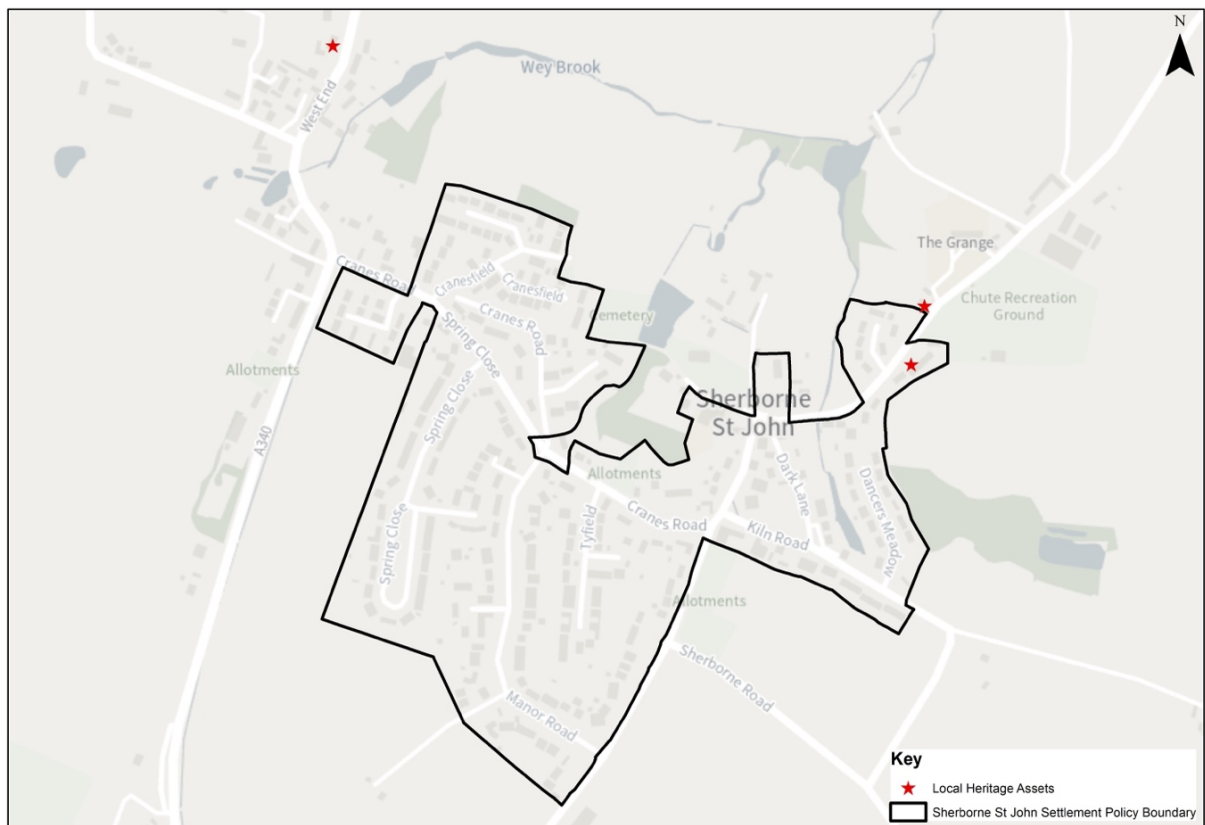 N
Wey Brook
West End
The Grange
Cranes Road
Cranesfield
Cranesfield
Chute Recreation
Ground
Cemetery
Cranes Road
Spring Close
Allotments
Spring Close
Sherborne
St John
A340
Allotments
Dark Lane
Dancers Meadow
Cranes Road
Tyfield
Kiln Road
Spring Close
Allotments
Sherborne Road
Manor Road
Key
Local Heritage Assets
Sherborne St John Settlement Policy Boundary